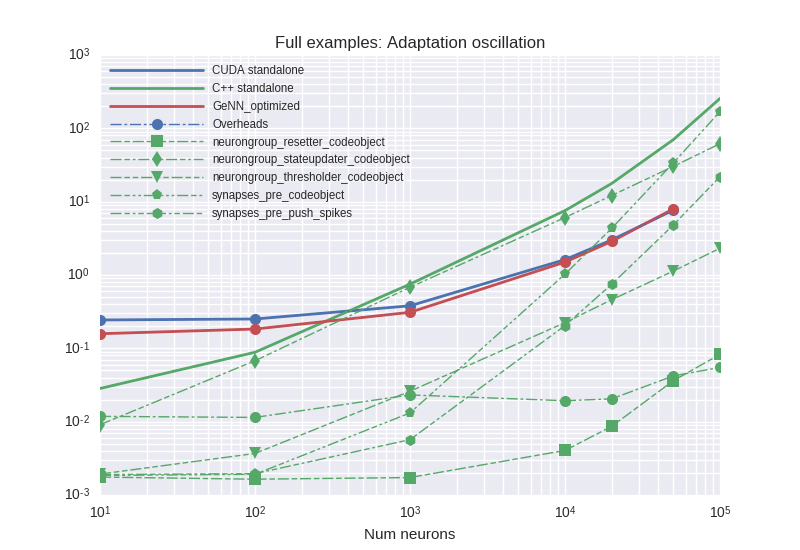 Full examples: Adaptation oscillation
10³
10²
10¹
10⁰
10⁻¹
10⁻²
10⁻³
CUDA standalone
C++ standalone
GeNN_optimized
Overheads
neurongroup_resetter_codeobject
neurongroup_stateupdater_codeobject
neurongroup_thresholder_codeobject
synapses_pre_codeobject
synapses_pre_push_spikes
10¹ 10² 10³ 10⁴ 10⁵
Num neurons